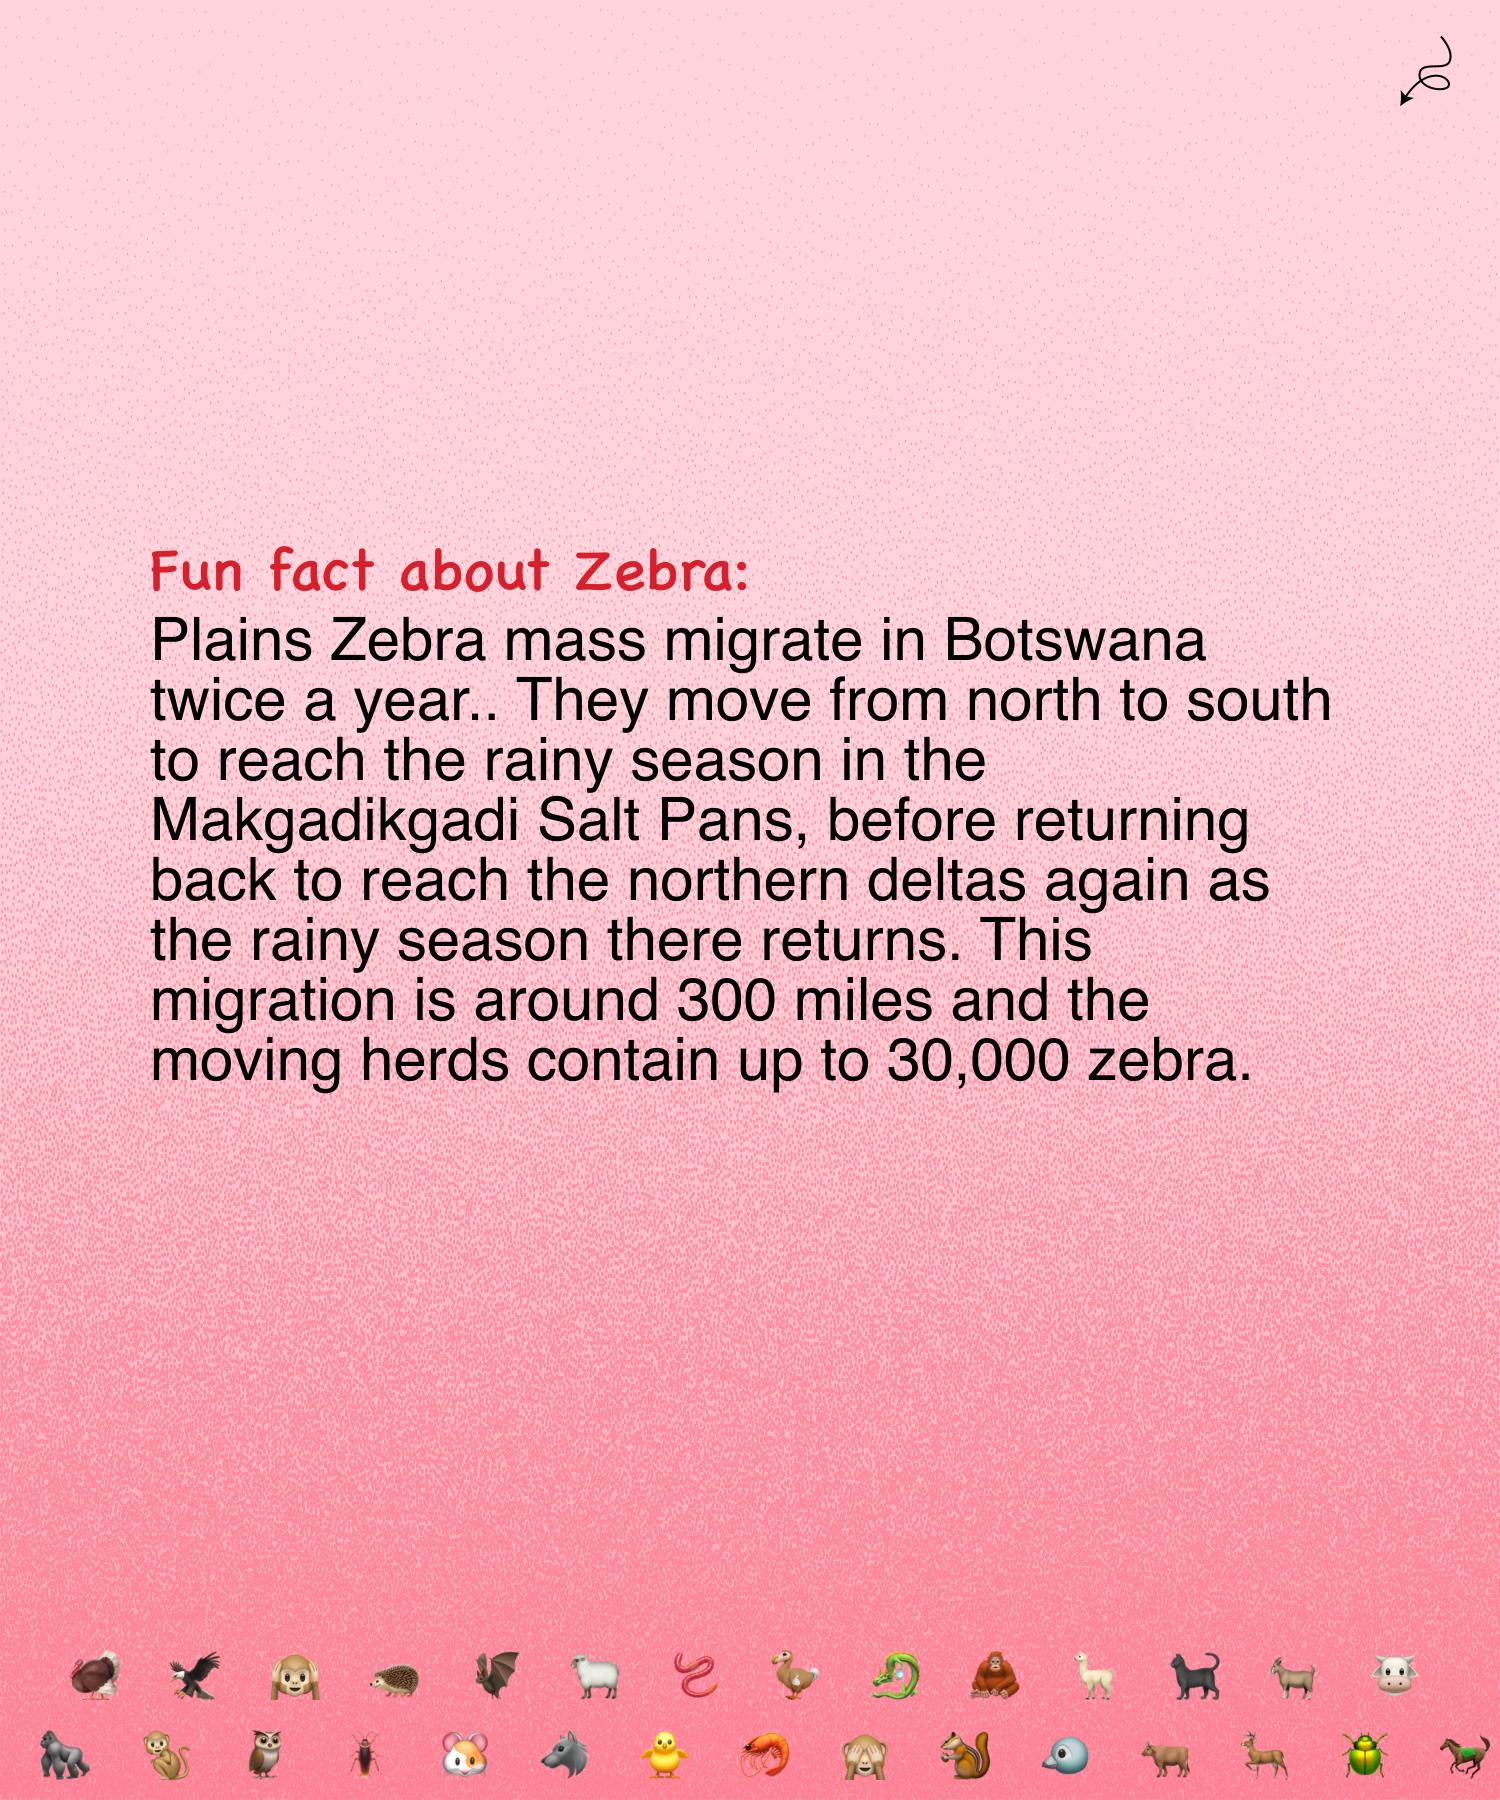 Fun fact about Zebra:
Plains Zebra mass migrate in Botswana
twice a year.. They move from north to south
to reach the rainy season in the
Makgadikgadi Salt Pans, before returning
back to reach the northern deltas again as
the rainy season there returns. This
migration is around 300 miles and the
moving herds contain up to 30,000 zebra.